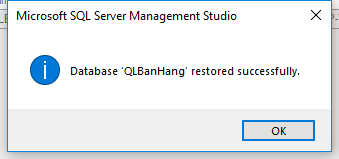 Microsoft SQL Server Management Studio
Database 'QLBanHang' restored successfully.
OK